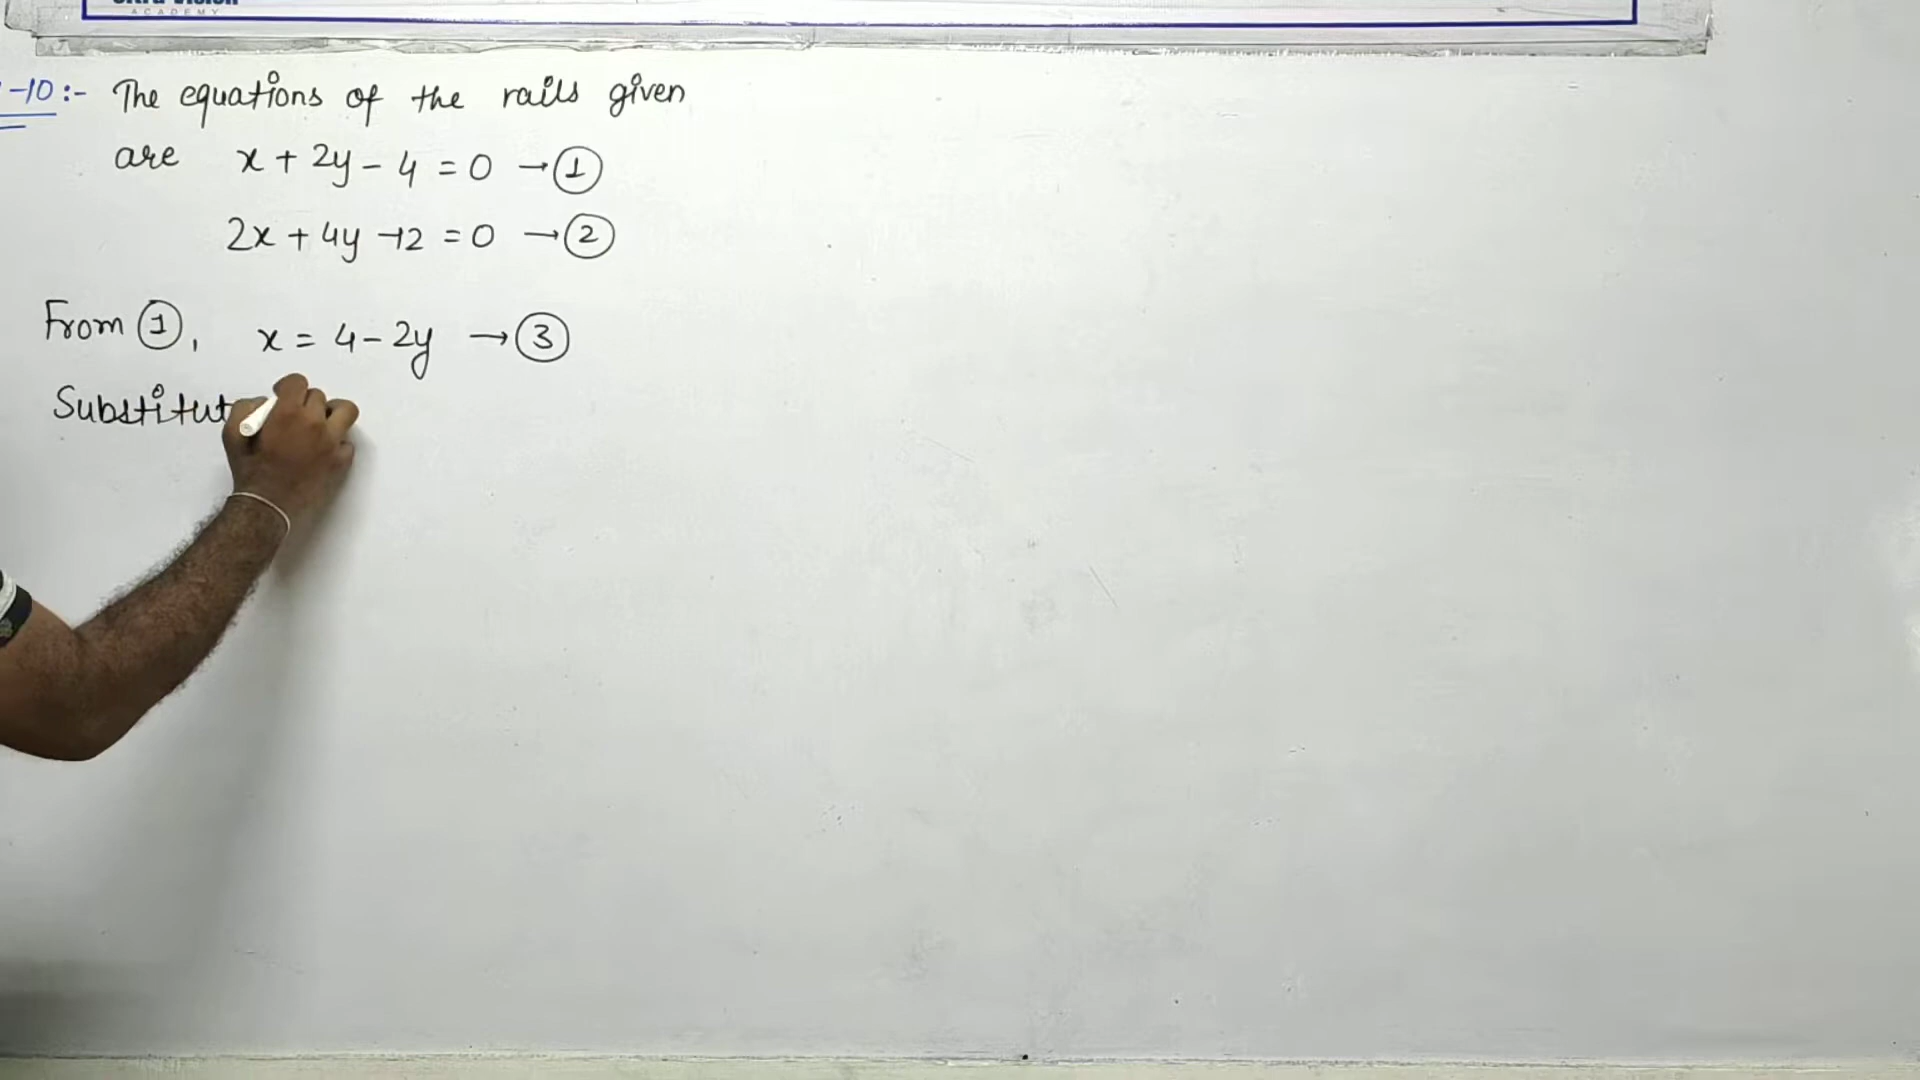 ACADEMY
-10 :- The equations of the rails given
are x + 2y - 4 = 0 → ①
2x + 4y - 12 = 0 → ②
From ①, x = 4 - 2y → ③
Substitut